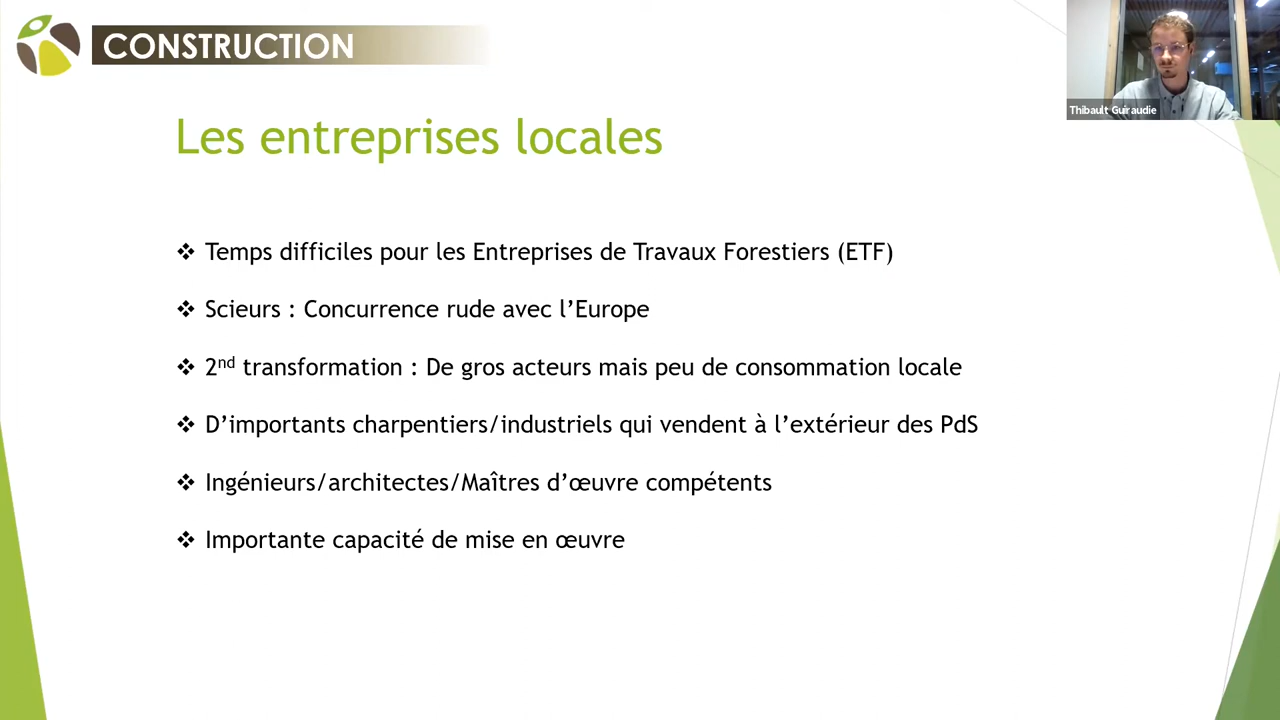 CONSTRUCTION
Thibault Guiraudie
Les entreprises locales
❖ Temps difficiles pour les Entreprises de Travaux Forestiers (ETF)
❖ Scieurs : Concurrence rude avec l’Europe
❖ 2nd transformation : De gros acteurs mais peu de consommation locale
❖ D’importants charpentiers/industriels qui vendent à l’extérieur des PdS
❖ Ingénieurs/architectes/Maîtres d’œuvre compétents
❖ Importante capacité de mise en œuvre